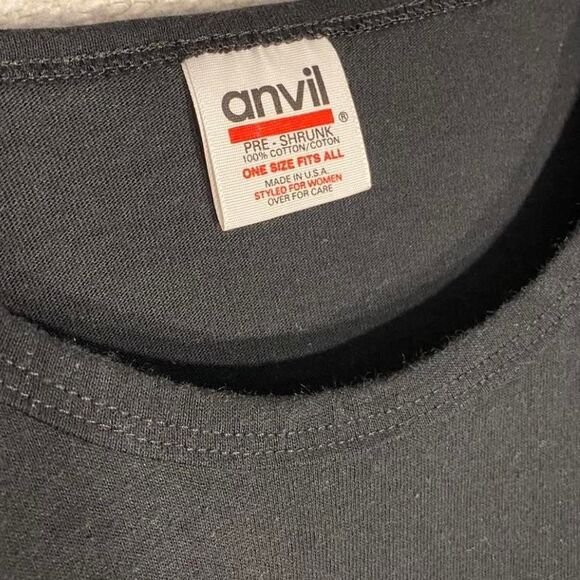 anvil
®
PRE - SHRUNK
100% COTTON/COTON
ONE SIZE FITS ALL
MADE IN U.S.A.
STYLED FOR WOMEN
OVER FOR CARE